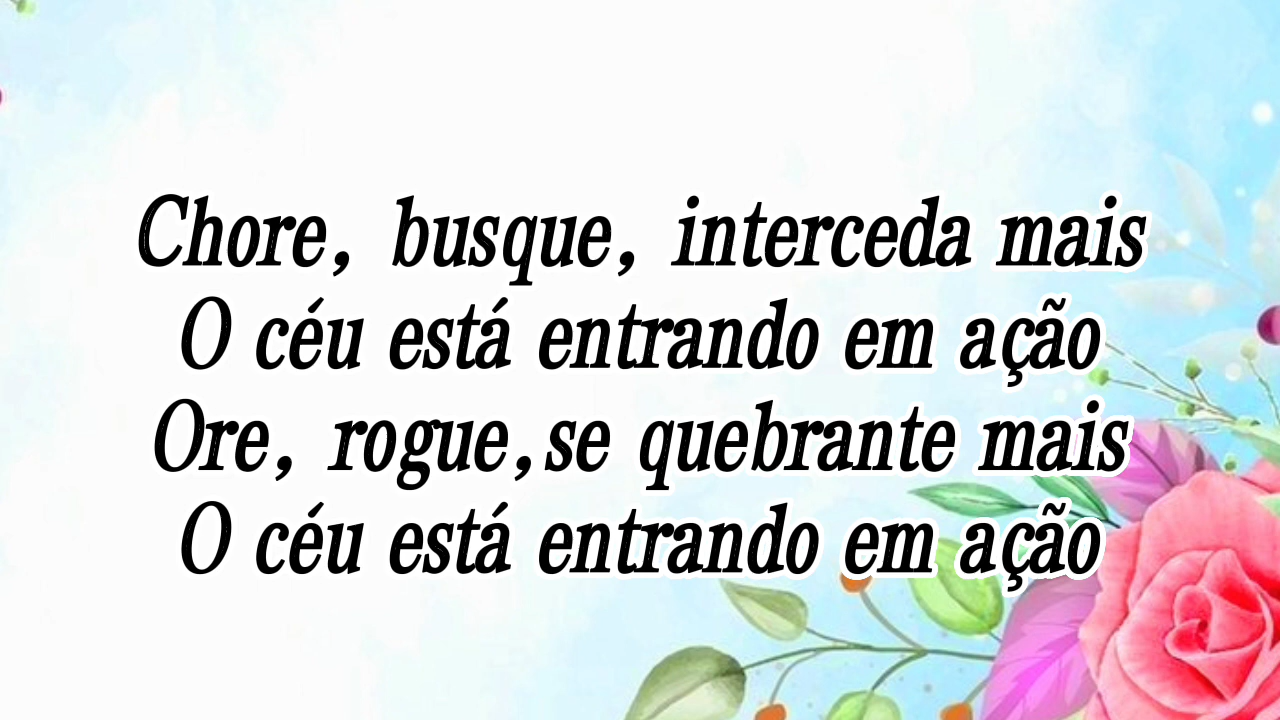 Chore, busque, interceda mais
O céu está entrando em ação
Ore, rogue,se quebrante mais
O céu está entrando em ação